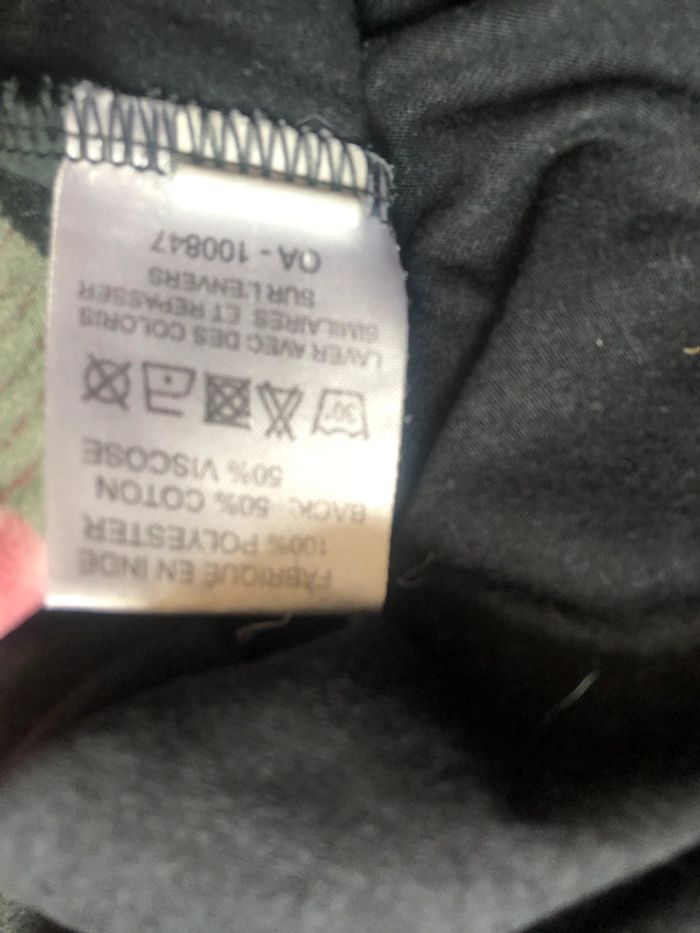 FABRIQUÉ EN INDE
100% POLYESTER
BACK: 50% COTON
50% VISCOSE
30°
LAVER AVEC DES COLORIS
SIMILAIRES ET REPASSER
SUR L'ENVERS
QA - 100847